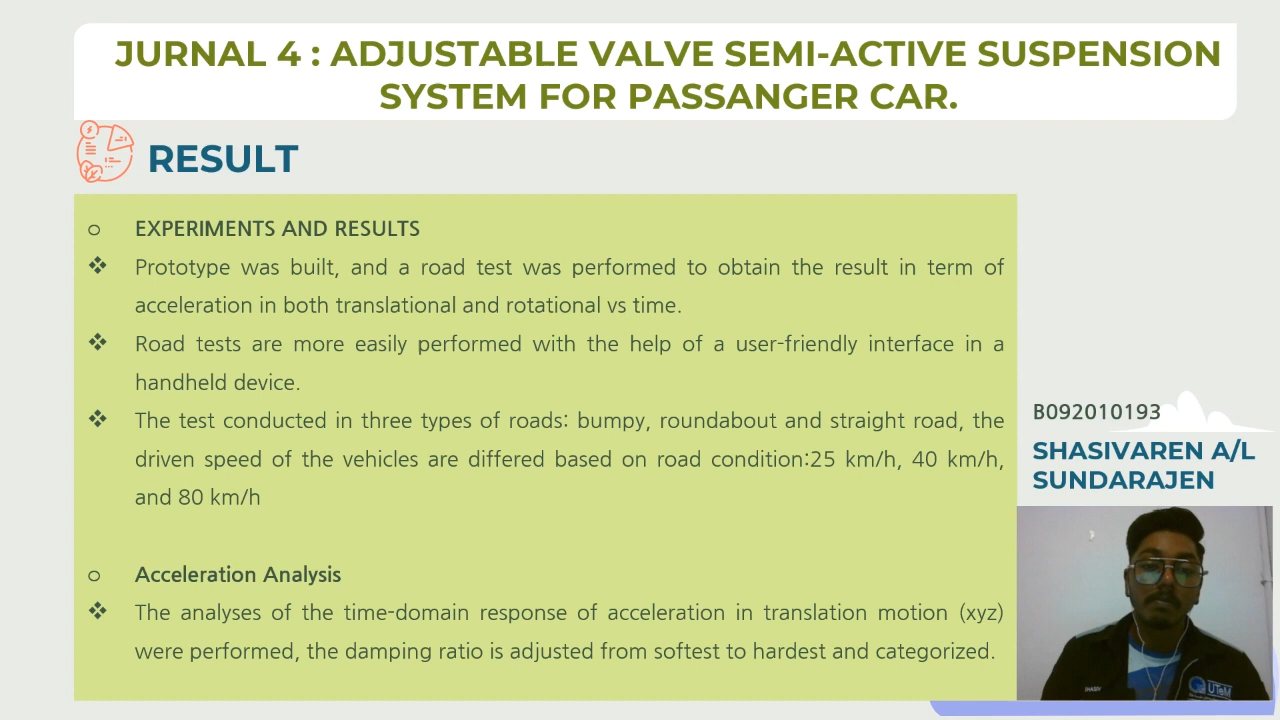 JURNAL 4 : ADJUSTABLE VALVE SEMI-ACTIVE SUSPENSION
SYSTEM FOR PASSANGER CAR.
RESULT
o EXPERIMENTS AND RESULTS
❖ Prototype was built, and a road test was performed to obtain the result in term of
acceleration in both translational and rotational vs time.
❖ Road tests are more easily performed with the help of a user-friendly interface in a
handheld device.
❖ The test conducted in three types of roads: bumpy, roundabout and straight road, the
driven speed of the vehicles are differed based on road condition:25 km/h, 40 km/h,
and 80 km/h
o Acceleration Analysis
❖ The analyses of the time-domain response of acceleration in translation motion (xyz)
were performed, the damping ratio is adjusted from softest to hardest and categorized.
B092010193
SHASIVAREN A/L
SUNDARAJEN
UTeM